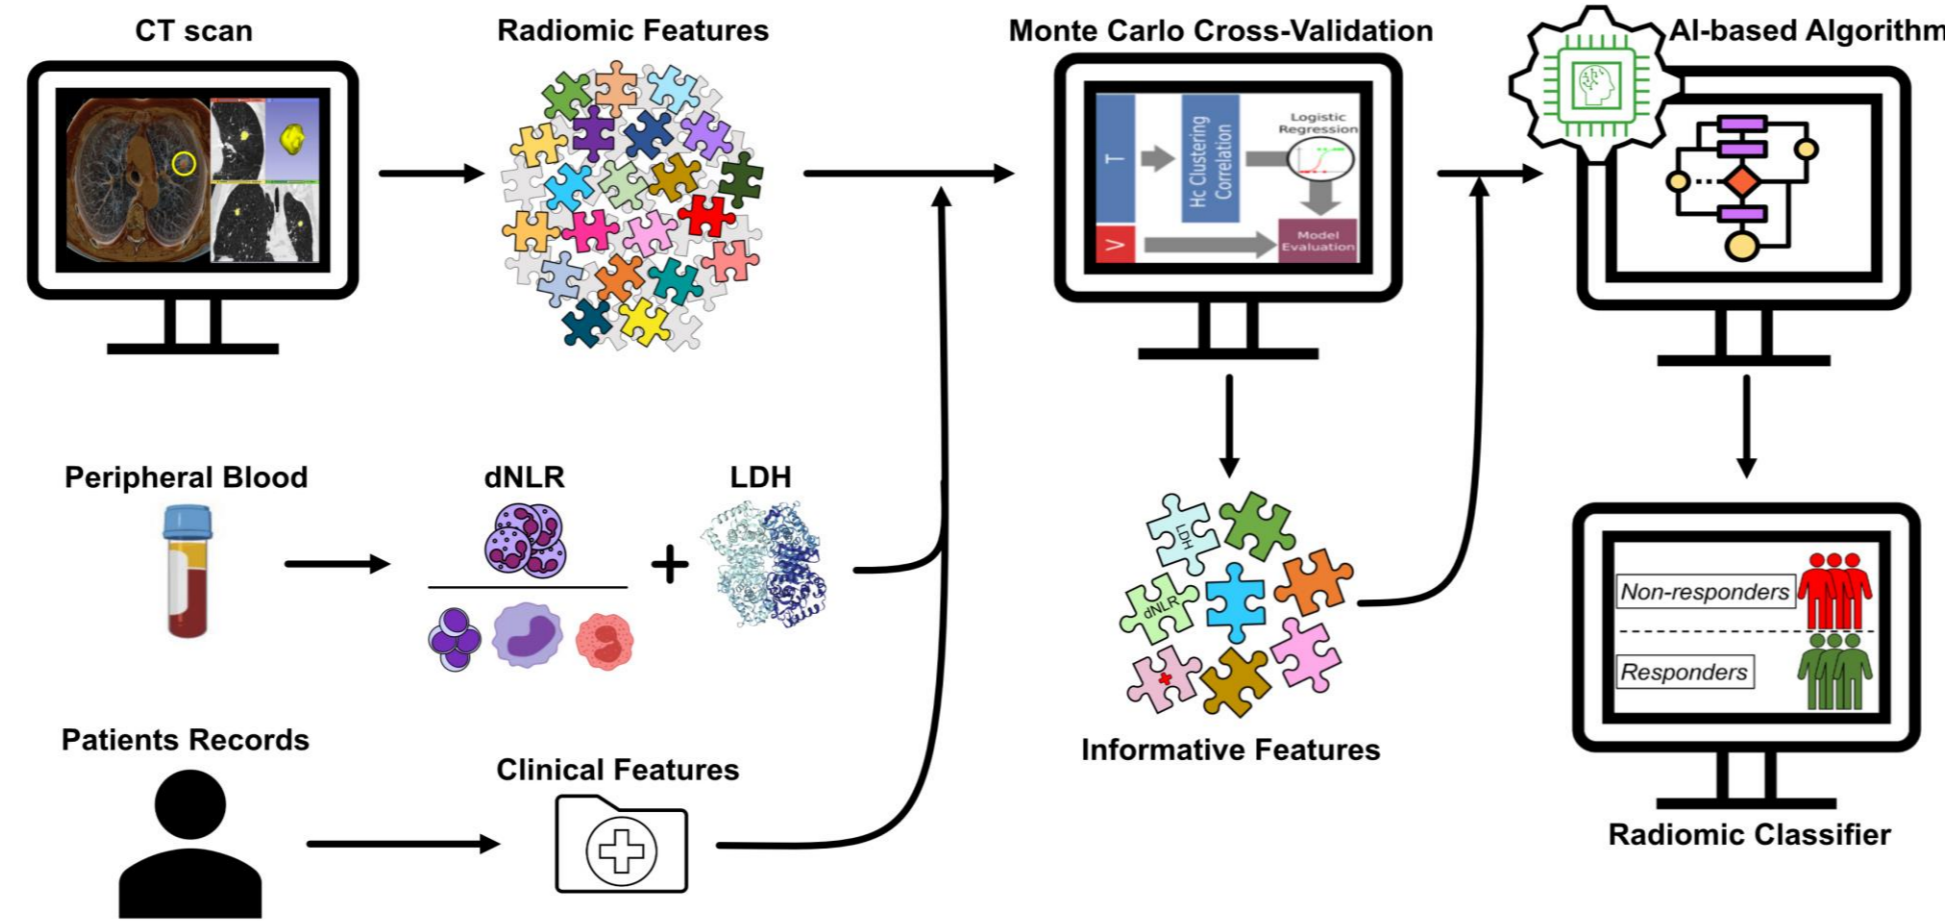 CT scan
Radiomic Features
Monte Carlo Cross-Validation
AI-based Algorithm
T
Hc Clustering
Correlation
Logistic
Regression
V
Model
Evaluation
Peripheral Blood
dNLR
LDH
LDH
dNLR
Non-responders
Responders
Patients Records
Clinical Features
Informative Features
Radiomic Classifier